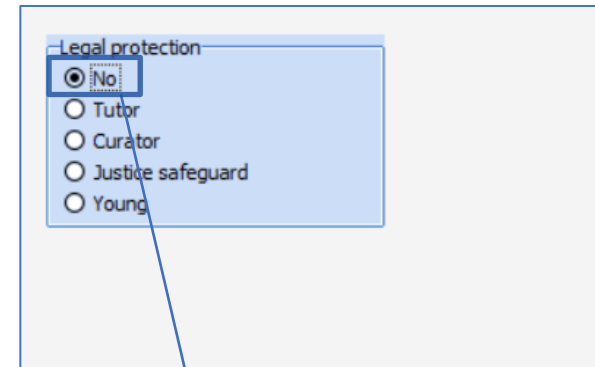 Legal protection
No
Tutor
Curator
Justice safeguard
Young